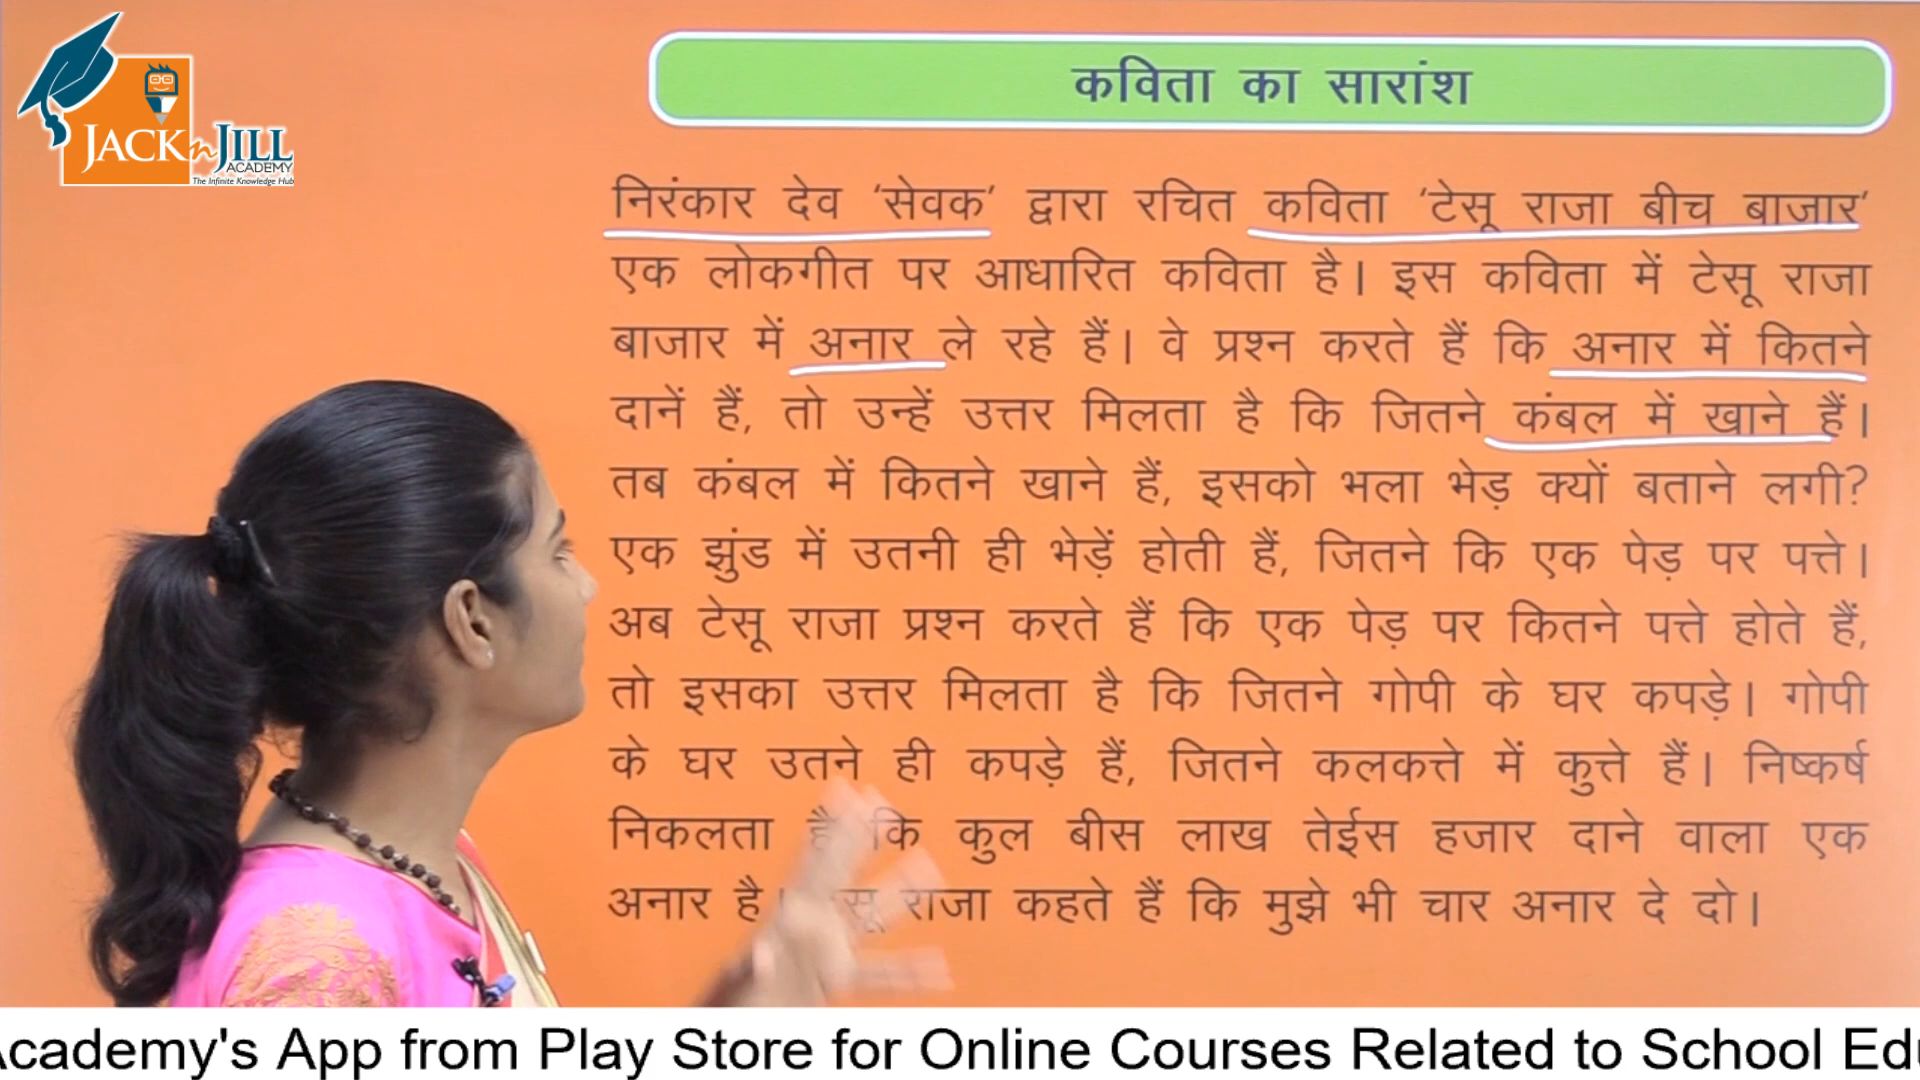 JACK n JILL
ACADEMY
The Infinite Knowledge Hub
कविता का सारांश
निरंकार देव ‘सेवक’ द्वारा रचित कविता ‘टेसू राजा बीच बाजार’
एक लोकगीत पर आधारित कविता है। इस कविता में टेसू राजा
बाजार में अनार ले रहे हैं। वे प्रश्न करते हैं कि अनार में कितने
दानें हैं, तो उन्हें उत्तर मिलता है कि जितने कंबल में खाने हैं।
तब कंबल में कितने खाने हैं, इसको भला भेड़ क्यों बताने लगी?
एक झुंड में उतनी ही भेड़ें होती हैं, जितने कि एक पेड़ पर पत्ते।
अब टेसू राजा प्रश्न करते हैं कि एक पेड़ पर कितने पत्ते होते हैं,
तो इसका उत्तर मिलता है कि जितने गोपी के घर कपड़े। गोपी
के घर उतने ही कपड़े हैं, जितने कलकत्ते में कुत्ते हैं। निष्कर्ष
निकलता है कि कुल बीस लाख तेईस हजार दाने वाला एक
अनार है। राजा कहते हैं कि मुझे भी चार अनार दे दो।
Academy's App from Play Store for Online Courses Related to School